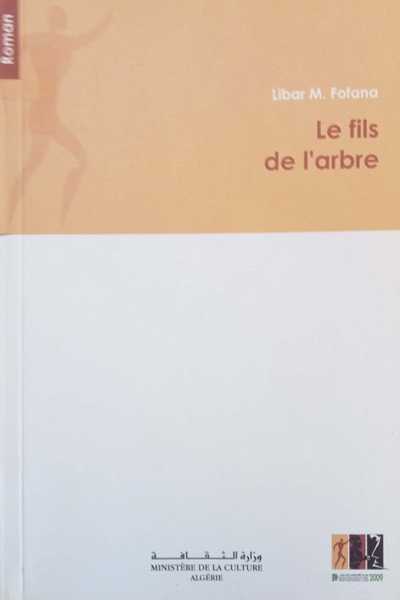 Roman
Libar M. Fofana
Le fils
de l'arbre
وزارة الثقافة
MINISTÈRE DE LA CULTURE
ALGÉRIE
2009